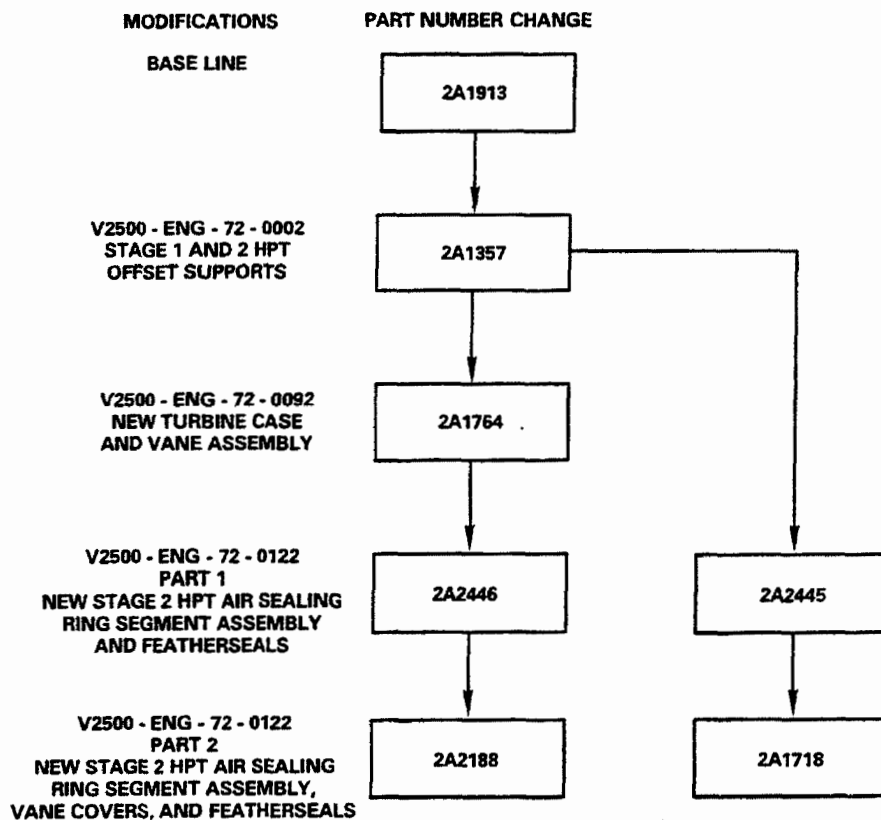 MODIFICATIONS PART NUMBER CHANGE
BASE LINE
2A1913
V2500 - ENG - 72 - 0002
STAGE 1 AND 2 HPT
OFFSET SUPPORTS
2A1357
V2500 - ENG - 72 - 0092
NEW TURBINE CASE
AND VANE ASSEMBLY
2A1764
V2500 - ENG - 72 - 0122
PART 1
NEW STAGE 2 HPT AIR SEALING
RING SEGMENT ASSEMBLY
AND FEATHERSEALS
2A2446
2A2445
V2500 - ENG - 72 - 0122
PART 2
NEW STAGE 2 HPT AIR SEALING
RING SEGMENT ASSEMBLY,
VANE COVERS, AND FEATHERSEALS
2A2188
2A1718